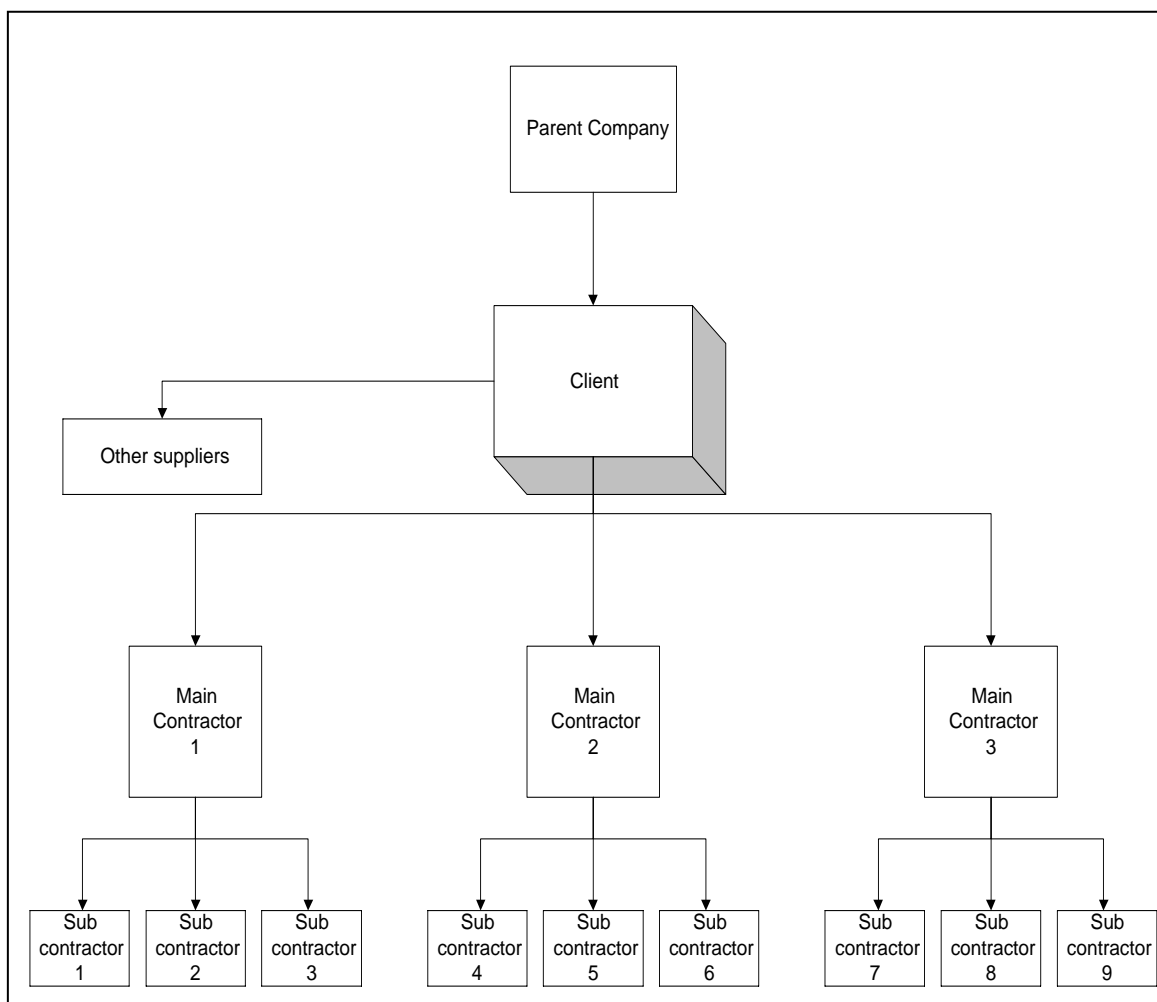 Parent Company
Client
Other suppliers
Main
Contractor
1
Main
Contractor
2
Main
Contractor
3
Sub
contractor
1
Sub
contractor
2
Sub
contractor
3
Sub
contractor
4
Sub
contractor
5
Sub
contractor
6
Sub
contractor
7
Sub
contractor
8
Sub
contractor
9